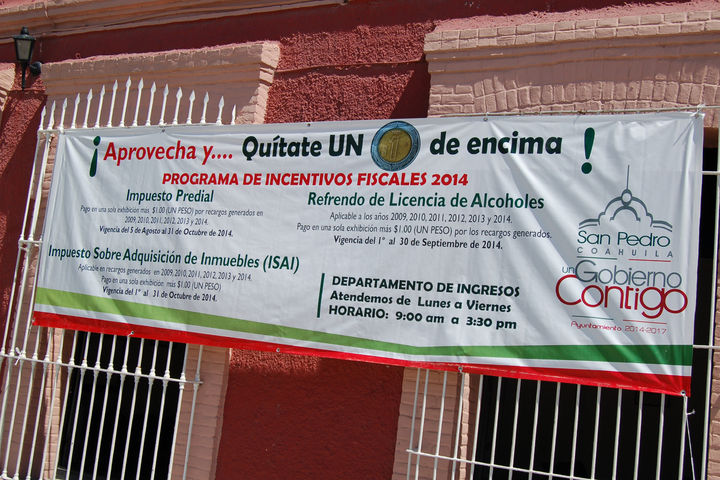 ¡Aprovecha y.... Quítate UN de encima !
PROGRAMA DE INCENTIVOS FISCALES 2014
Impuesto Predial
Pago en una sola exhibición mas $1.00 (UN PESO) por recargos generados en
2009, 2010, 2011, 2012, 2013 y 2014.
Vigencia del 5 de Agosto al 31 de Octubre de 2014.
Impuesto Sobre Adquisición de Inmuebles (ISAI)
Aplicable en recargos generados en 2009, 2010, 2011, 2012, 2013 y 2014.
Pago en una sola exhibición más $1.00 (UN PESO)
Vigencia del 1° al 31 de Octubre de 2014.
Refrendo de Licencia de Alcoholes
Aplicable a los años 2009, 2010, 2011, 2012, 2013 y 2014.
Pago en una sola exhibición mas $1.00 (UN PESO) por los recargos generados.
Vigencia del 1° al 30 de Septiembre de 2014.
DEPARTAMENTO DE INGRESOS
Atendemos de Lunes a Viernes
HORARIO: 9:00 am a 3:30 pm
San Pedro
COAHUILA
un Gobierno
Contigo
Ayuntamiento 2014-2017